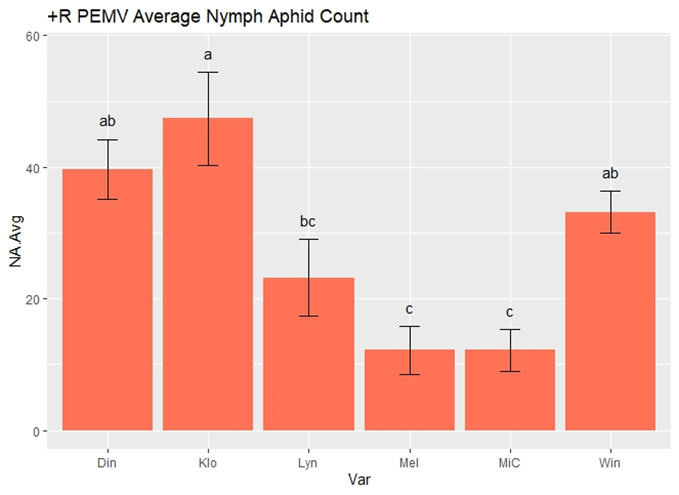 +R PEMV Average Nymph Aphid Count
60
40
20
0
NA.Avg
ab
a
bc
c
c
ab
Din Klo Lyn Mel MiC Win
Var